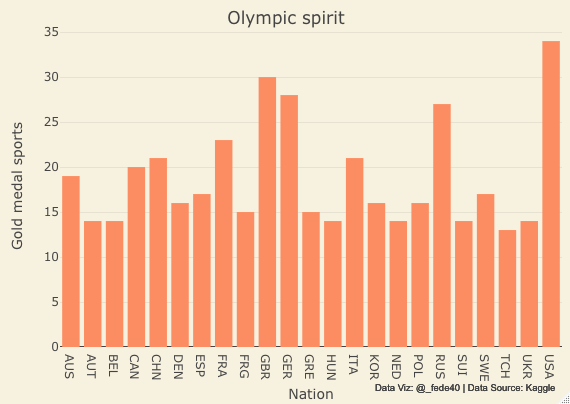 Olympic spirit
Gold medal sports
35
30
25
20
15
10
5
0
AUS AUT BEL CAN CHN DEN ESP FRA FRG GBR GER GRE HUN ITA KOR NED POL RUS SUI SWE TCH UKR USA
Nation
Data Viz: @_fede40 | Data Source: Kaggle